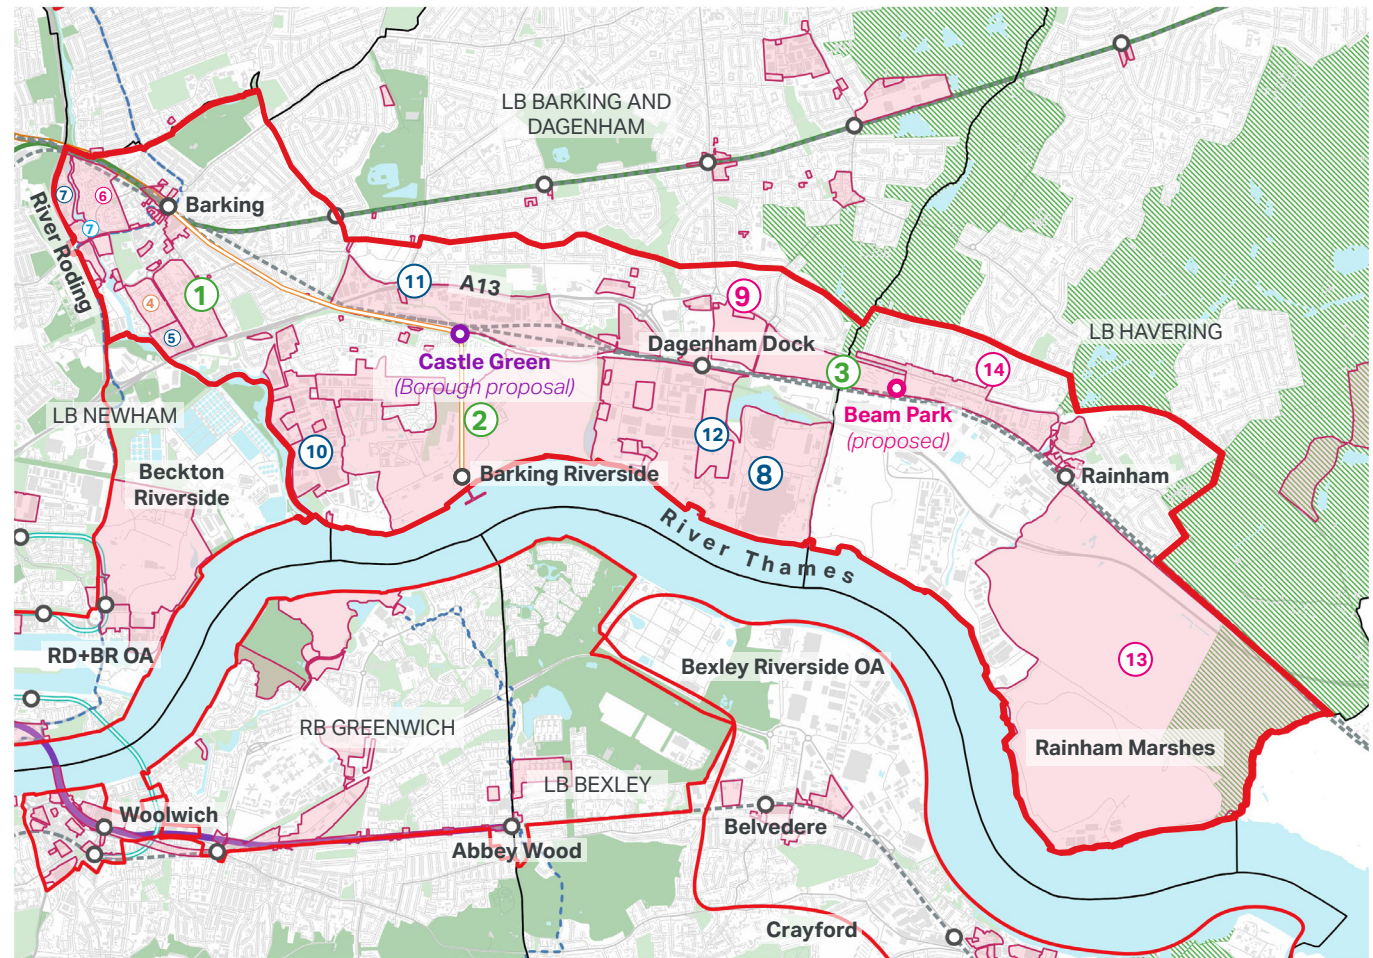 LB BARKING AND
DAGENHAM
7
6
Barking
River Roding
7
11
A13
1
9
4
5
LB HAVERING
Dagenham Dock
Castle Green
(Borough proposal)
3
14
LB NEWHAM
2
Beam Park
(proposed)
12
10
Beckton
Riverside
Barking Riverside
8
Rainham
River Thames
RD+BR OA
Bexley Riverside OA
13
RB GREENWICH
Rainham Marshes
LB BEXLEY
Woolwich
Belvedere
Abbey Wood
Crayford